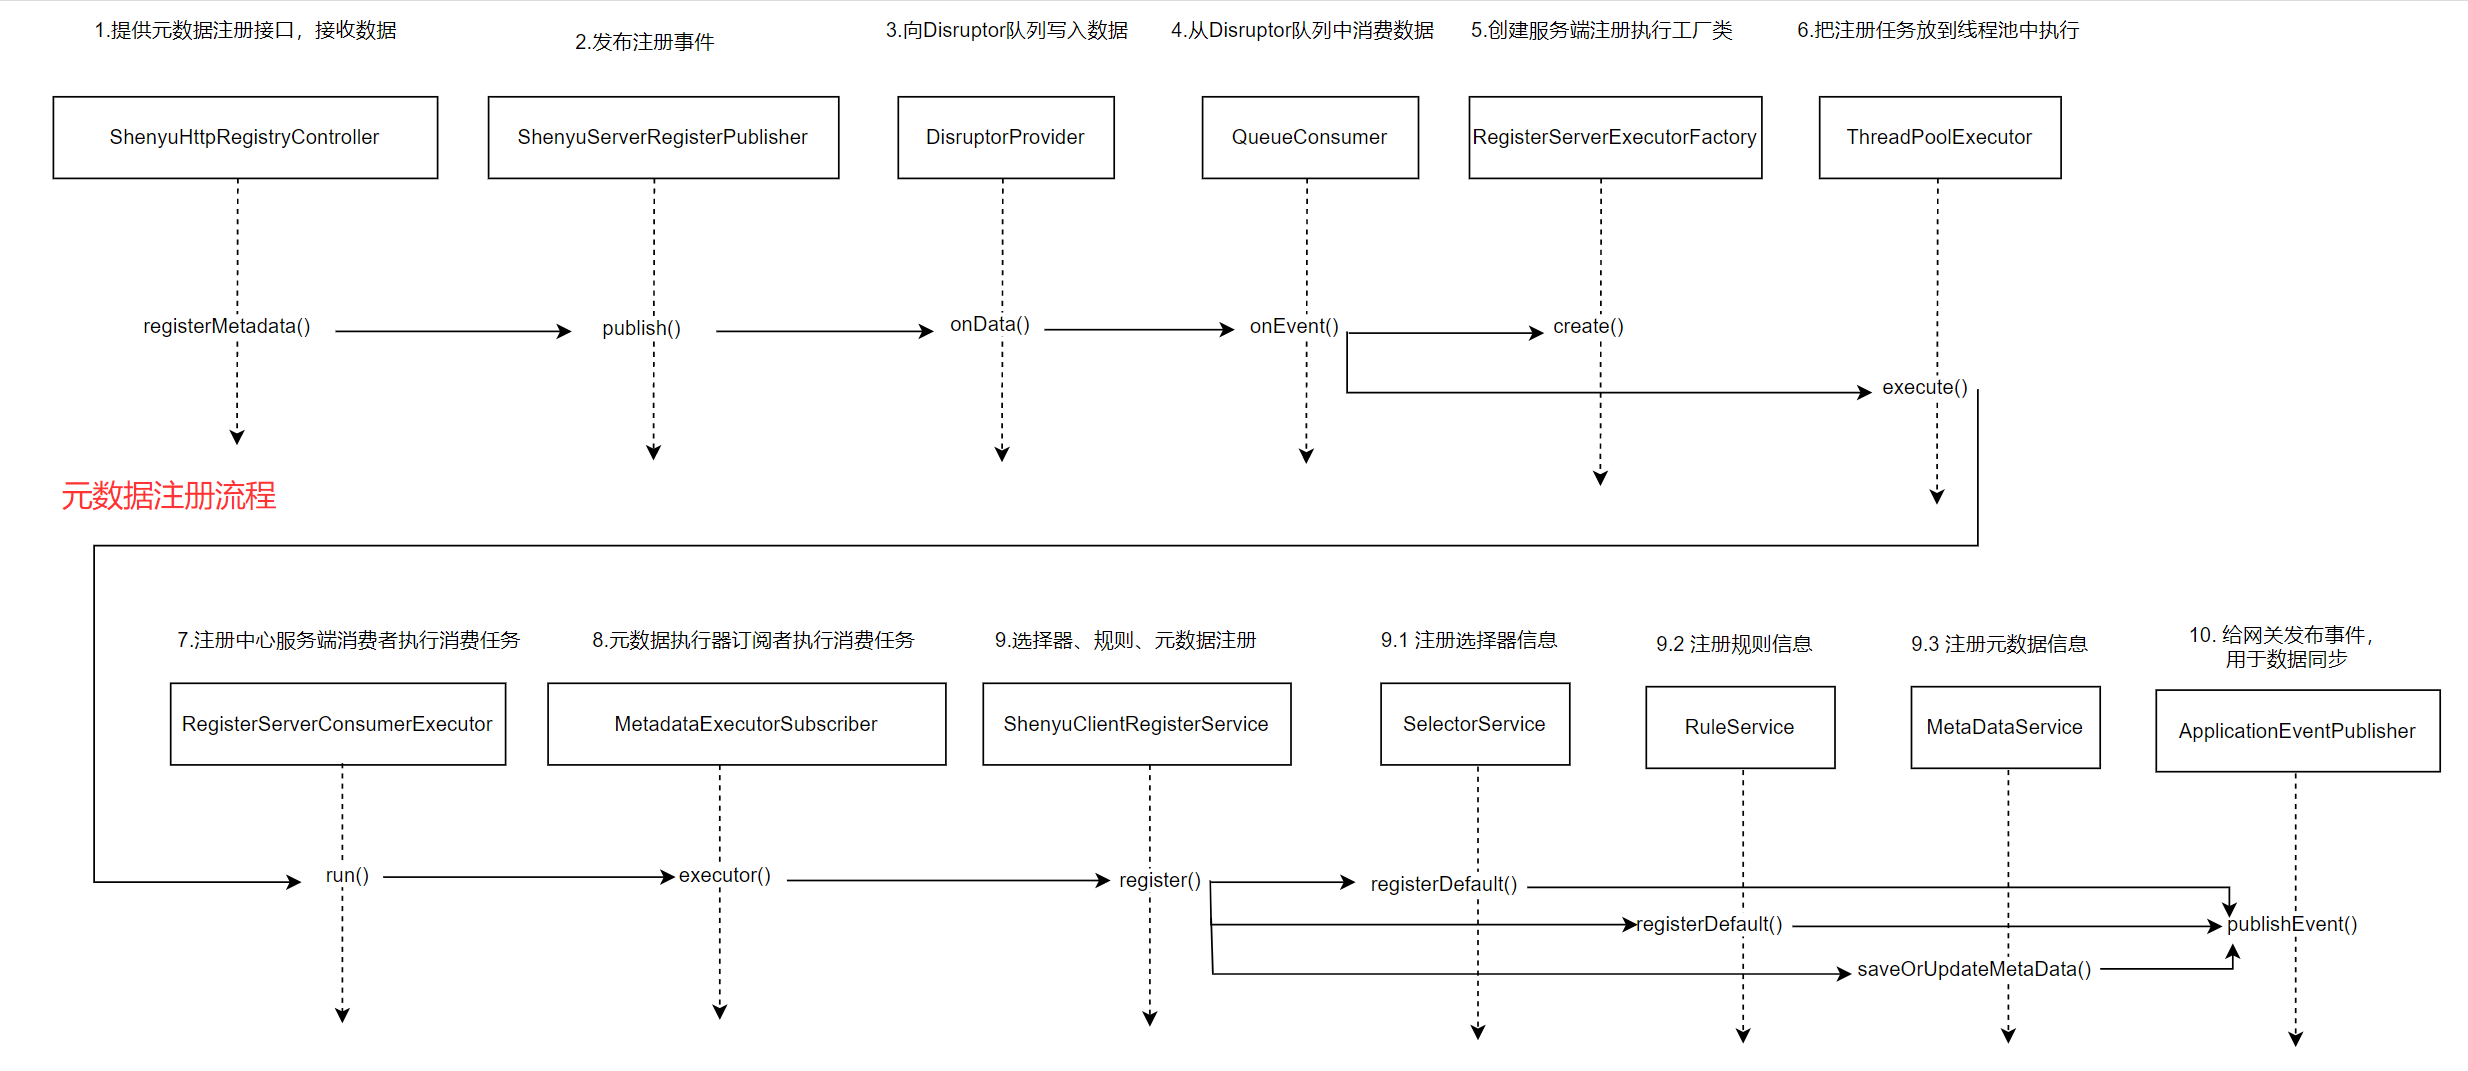 1.提供元数据注册接口，接收数据
2.发布注册事件
3.向Disruptor队列写入数据
4.从Disruptor队列中消费数据
5.创建服务端注册执行工厂类
6.把注册任务放到线程池中执行
ShenyuHttpRegistryController
ShenyuServerRegisterPublisher
DisruptorProvider
QueueConsumer
RegisterServerExecutorFactory
ThreadPoolExecutor
registerMetadata()
publish()
onData()
onEvent()
create()
execute()
元数据注册流程
7.注册中心服务端消费者执行消费任务
8.元数据执行器订阅者执行消费任务
9.选择器、规则、元数据注册
9.1 注册选择器信息
9.2 注册规则信息
9.3 注册元数据信息
10. 给网关发布事件，
用于数据同步
RegisterServerConsumerExecutor
MetadataExecutorSubscriber
ShenyuClientRegisterService
SelectorService
RuleService
MetaDataService
ApplicationEventPublisher
run()
executor()
register()
registerDefault()
registerDefault()
publishEvent()
saveOrUpdateMetaData()